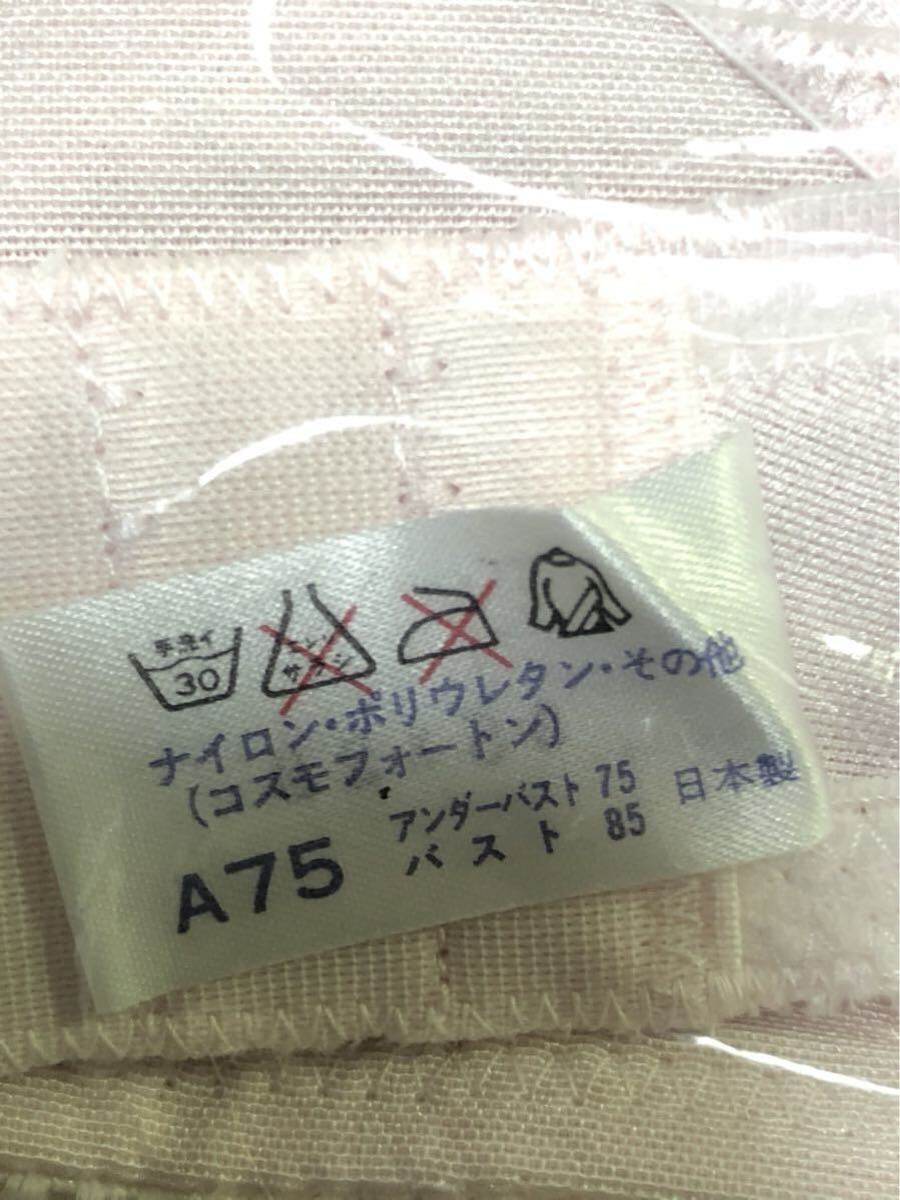 手洗イ
30
エンソ
サラシ
ナイロン・ポリウレタン・その他
(コスモフォートン)
A75
アンダーバスト 75
バスト 85
日本製